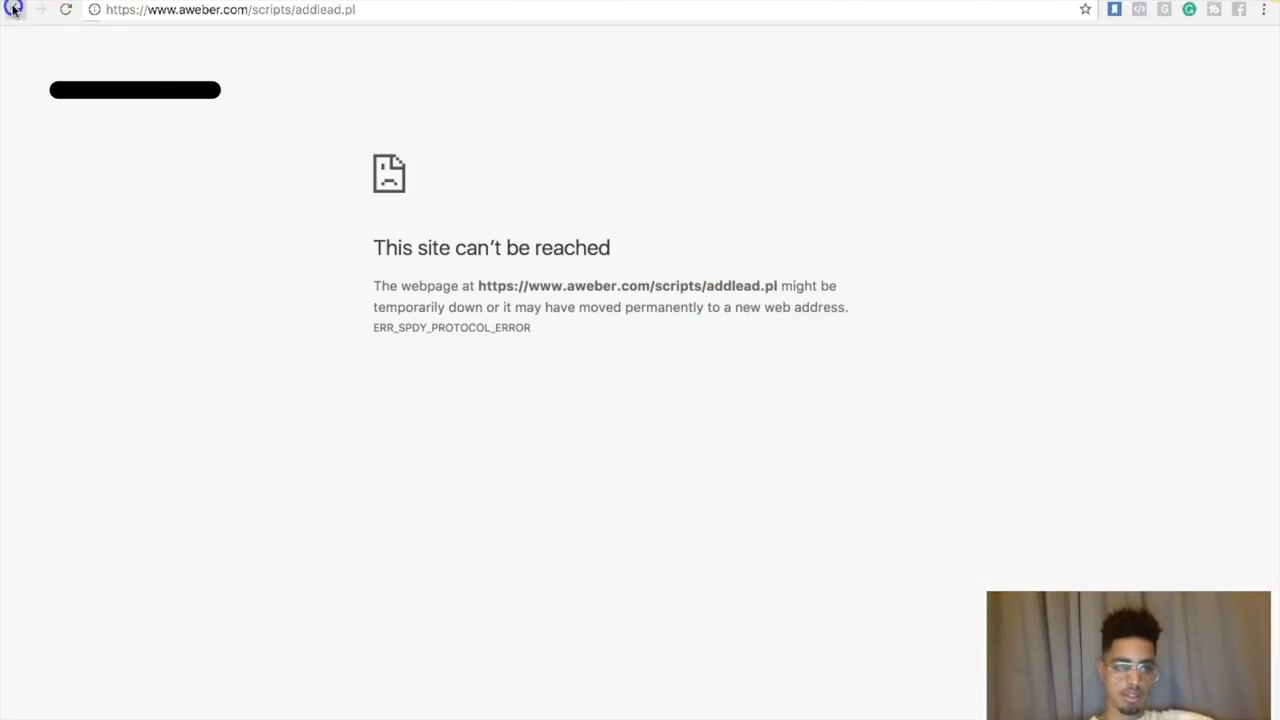 https://www.aweber.com/scripts/addlead.pl
This site can’t be reached
The webpage at https://www.aweber.com/scripts/addlead.pl might be
temporarily down or it may have moved permanently to a new web address.
ERR_SPDY_PROTOCOL_ERROR